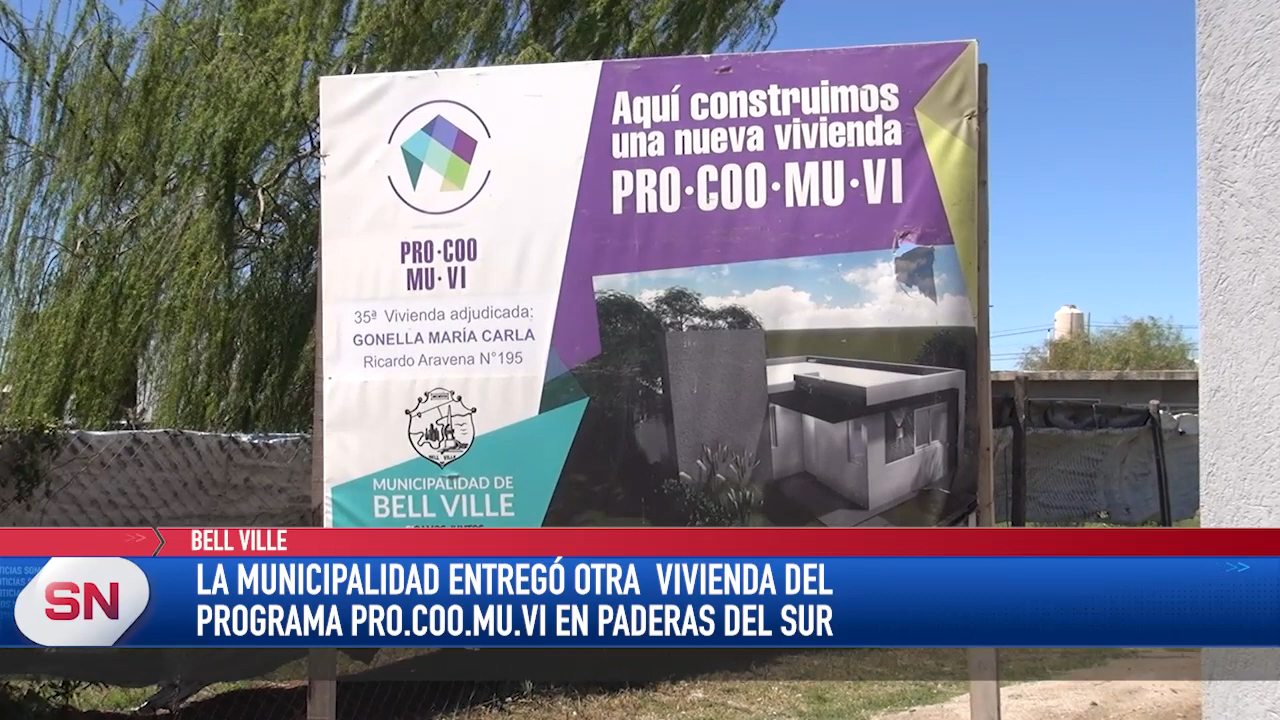 PRO·COO
MU·VI
35ª Vivienda adjudicada:
GONELLA MARÍA CARLA
Ricardo Aravena N°195
BELL VILLE
MUNICIPALIDAD DE
BELL VILLE
Aquí construimos
una nueva vivienda
PRO·COO·MU·VI
BELL VILLE
SN
LA MUNICIPALIDAD ENTREGÓ OTRA VIVIENDA DEL
PROGRAMA PRO.COO.MU.VI EN PADERAS DEL SUR